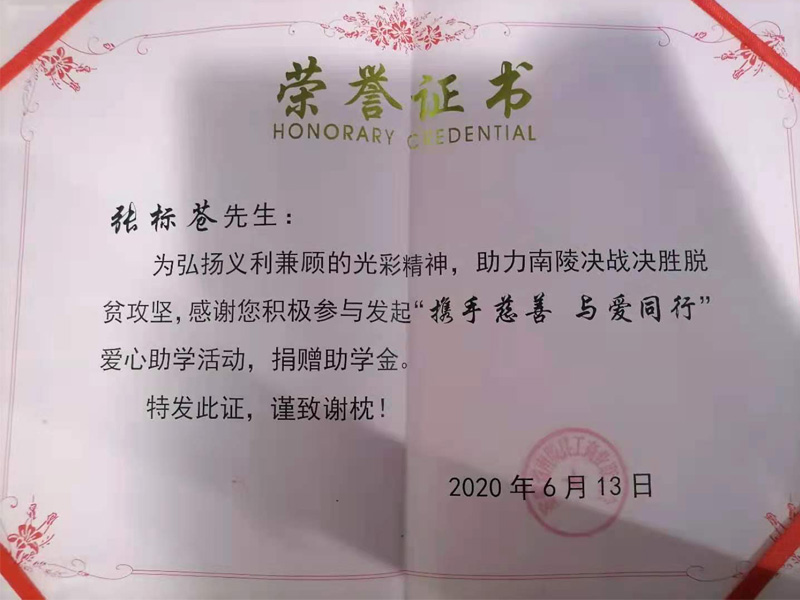 荣誉证书
HONORARY CREDENTIAL
张标苍先生：
为弘扬义利兼顾的光彩精神，助力南陵决战决胜脱
贫攻坚，感谢您积极参与发起“携手慈善 与爱同行”
爱心助学活动，捐赠助学金。
特发此证，谨致谢枕！
2020年6月13日